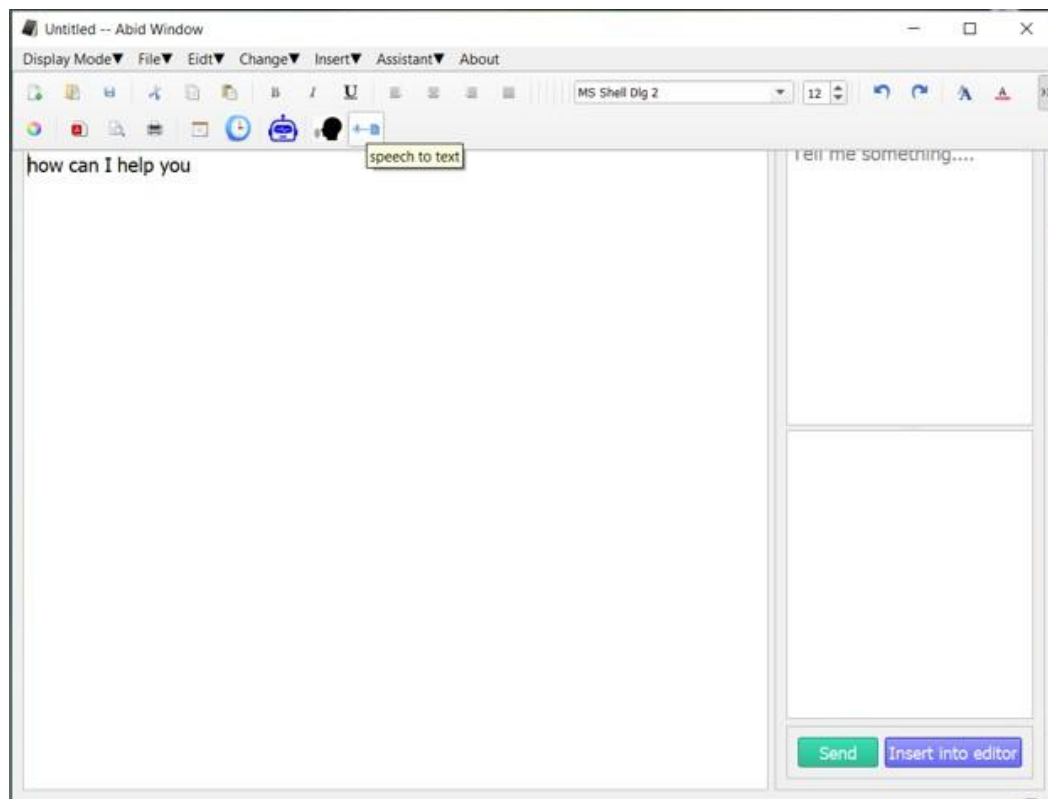 Untitled -- Abid Window
Display Mode▼ File▼ Eidt▼ Change▼ Insert▼ Assistant▼ About
B I U MS Shell Dlg 2 12 A A
speech to text
how can I help you
Tell me something....
Send Insert into editor